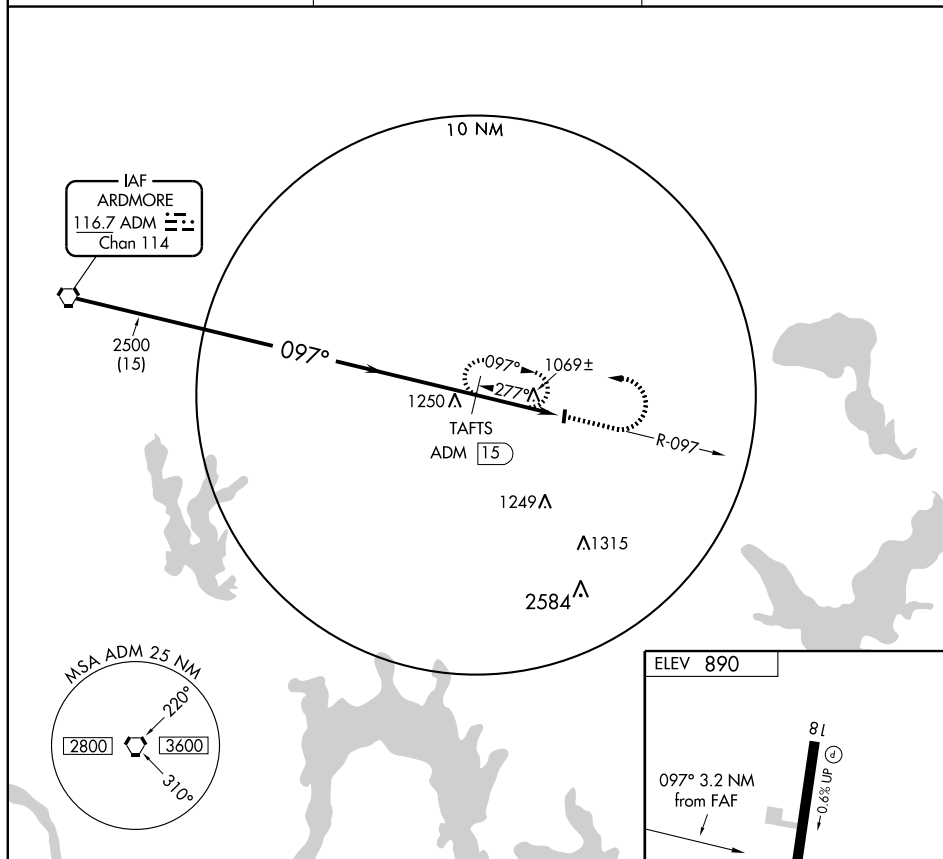 10 NM
IAF
ARDMORE
116.7 ADM
Chan 114
2500
(15)
097°
097°
277°
1069±
1250
TAFTS
ADM 15
R-097
1249
1315
2584
MSA ADM 25 NM
220°
2800
3600
310°
ELEV 890
18
P
0.6% UP
097° 3.2 NM
from FAF